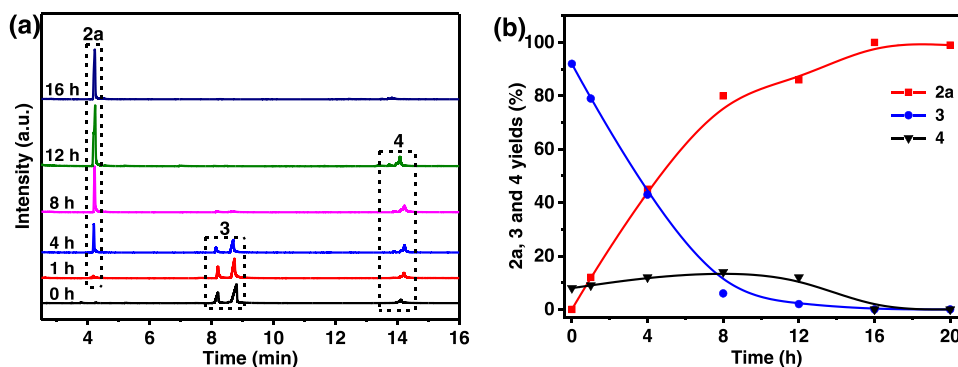 (a)
2a
16 h
12 h
4
8 h
3
4 h
1 h
0 h
Intensity (a.u.)
4 6 8 10 12 14 16
Time (min)
(b)
100
80
60
40
20
0
2a
3
4
2a, 3 and 4 yields (%)
0 4 8 12 16 20
Time (h)